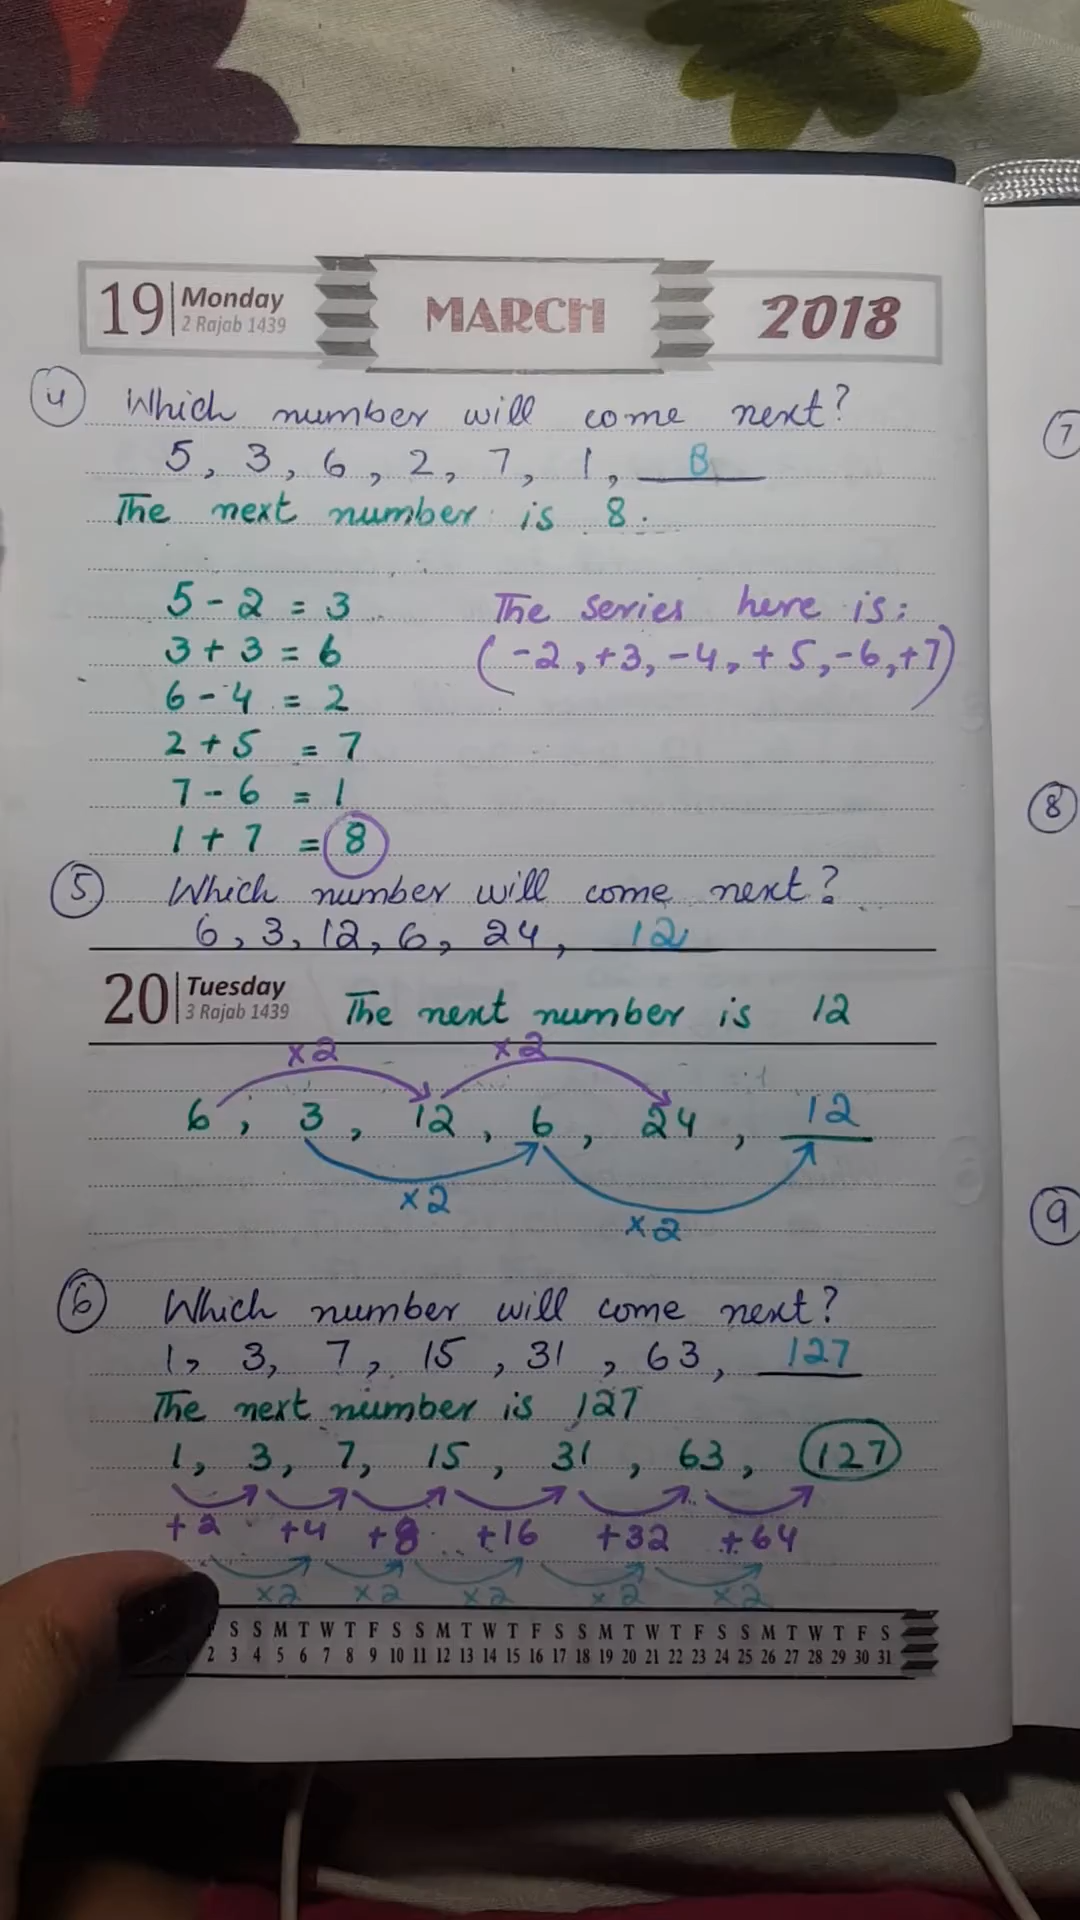 19 Monday
2 Rajab 1439
MARCH
2018
4 Which number will come next?
5, 3, 6, 2, 7, 1, 8
The next number is 8.
5 - 2 = 3
The series here is:
3 + 3 = 6
(-2, +3, -4, +5, -6, +7)
6 - 4 = 2
2 + 5 = 7
7 - 6 = 1
1 + 7 = 8
5 Which number will come next?
6, 3, 12, 6, 24, 12
20 Tuesday
3 Rajab 1439
The next number is 12
×2 ×2
6, 3, 12, 6, 24, 12
×2 ×2
6 Which number will come next?
1, 3, 7, 15, 31, 63, 127
The next number is 127
1, 3, 7, 15, 31, 63, 127
+2 +4 +8 +16 +32 +64
×2 ×2 ×2 ×2 ×2
S S M T W T F S S M T W T F S S M T W T F S S M T W T F S
2 3 4 5 6 7 8 9 10 11 12 13 14 15 16 17 18 19 20 21 22 23 24 25 26 27 28 29 30 31
7
8
9